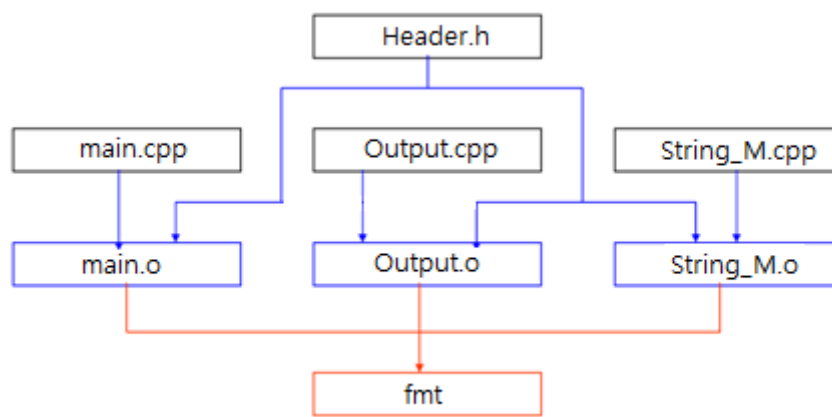 Header.h
main.cpp
Output.cpp
String_M.cpp
main.o
Output.o
String_M.o
fmt